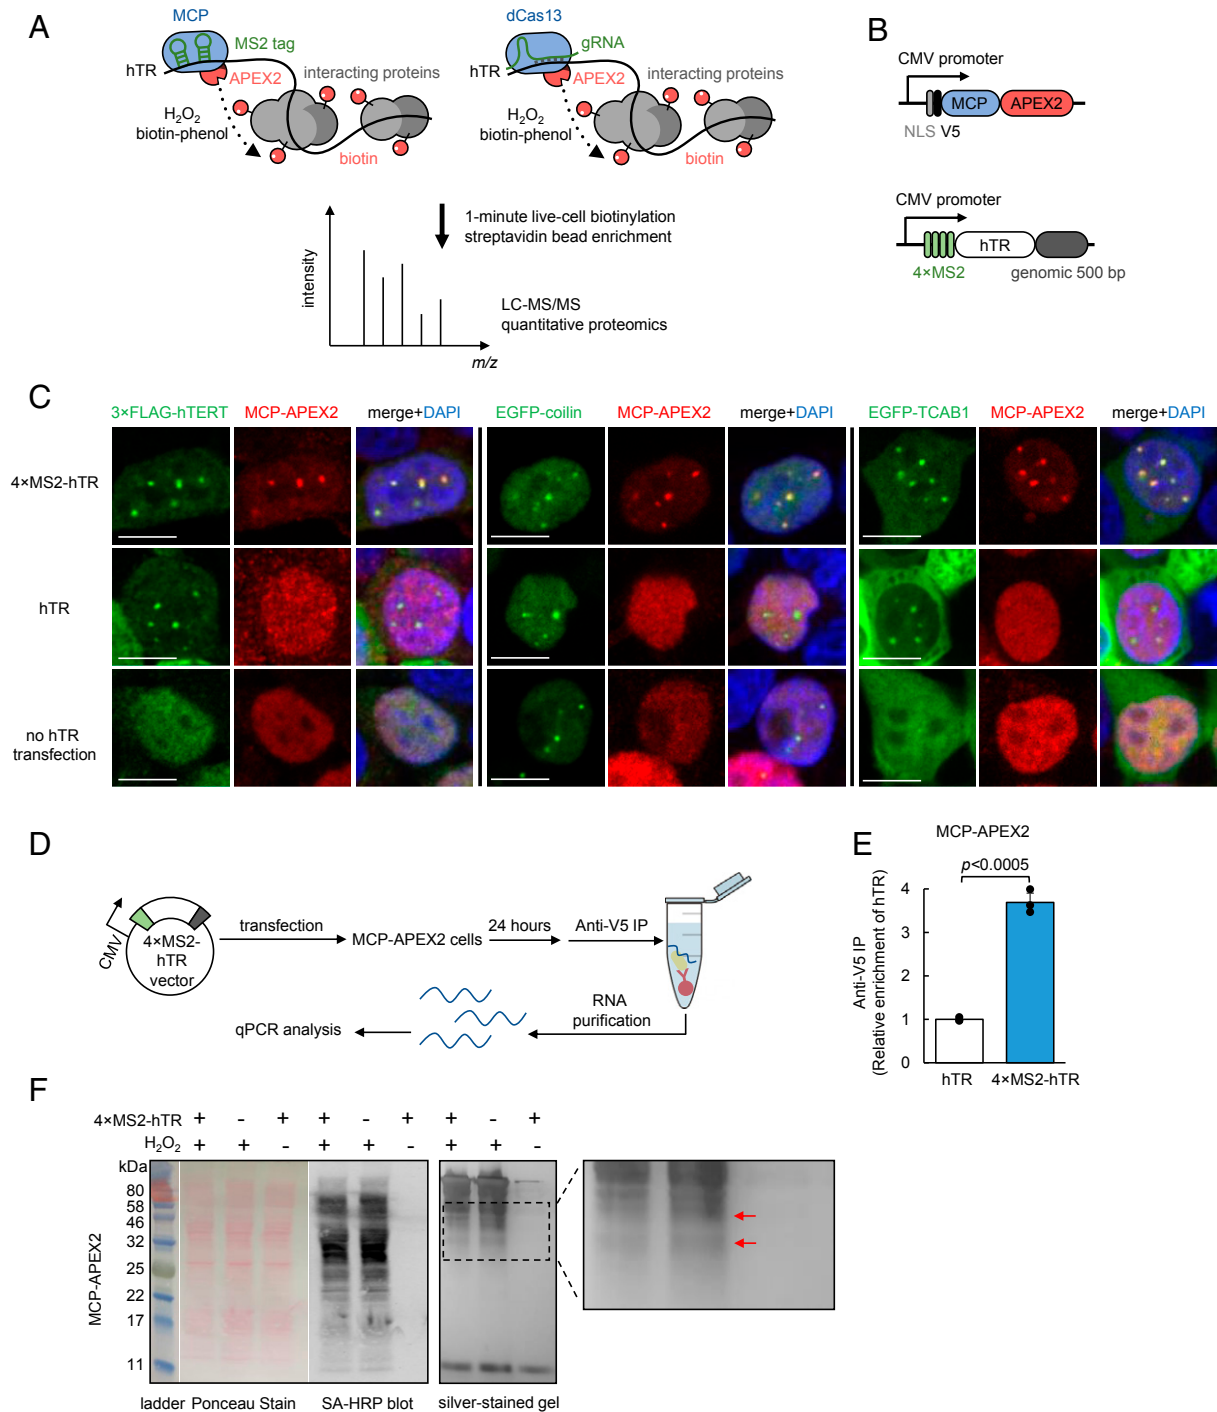 A
MCP
MS2 tag
hTR
APEX2
interacting proteins
H₂O₂
biotin-phenol
biotin
dCas13
gRNA
hTR
APEX2
interacting proteins
H₂O₂
biotin-phenol
biotin
1-minute live-cell biotinylation
streptavidin bead enrichment
intensity
m/z
LC-MS/MS
quantitative proteomics
B
CMV promoter
MCP
APEX2
NLS V5
CMV promoter
hTR
4×MS2
genomic 500 bp
C
3×FLAG-hTERT MCP-APEX2 merge+DAPI EGFP-coilin MCP-APEX2 merge+DAPI EGFP-TCAB1 MCP-APEX2 merge+DAPI
4×MS2-hTR
hTR
no hTR
transfection
D
CMV
4×MS2-
hTR
vector
transfection
MCP-APEX2 cells
24 hours
Anti-V5 IP
RNA
purification
qPCR analysis
E
MCP-APEX2
p<0.0005
Anti-V5 IP
(Relative enrichment of hTR)
4
3
2
1
0
hTR
4×MS2-hTR
F
4×MS2-hTR + - + + - + + - +
H₂O₂ + + - + + - + + -
kDa
80
58
46
32
25
22
17
11
MCP-APEX2
ladder Ponceau Stain SA-HRP blot silver-stained gel